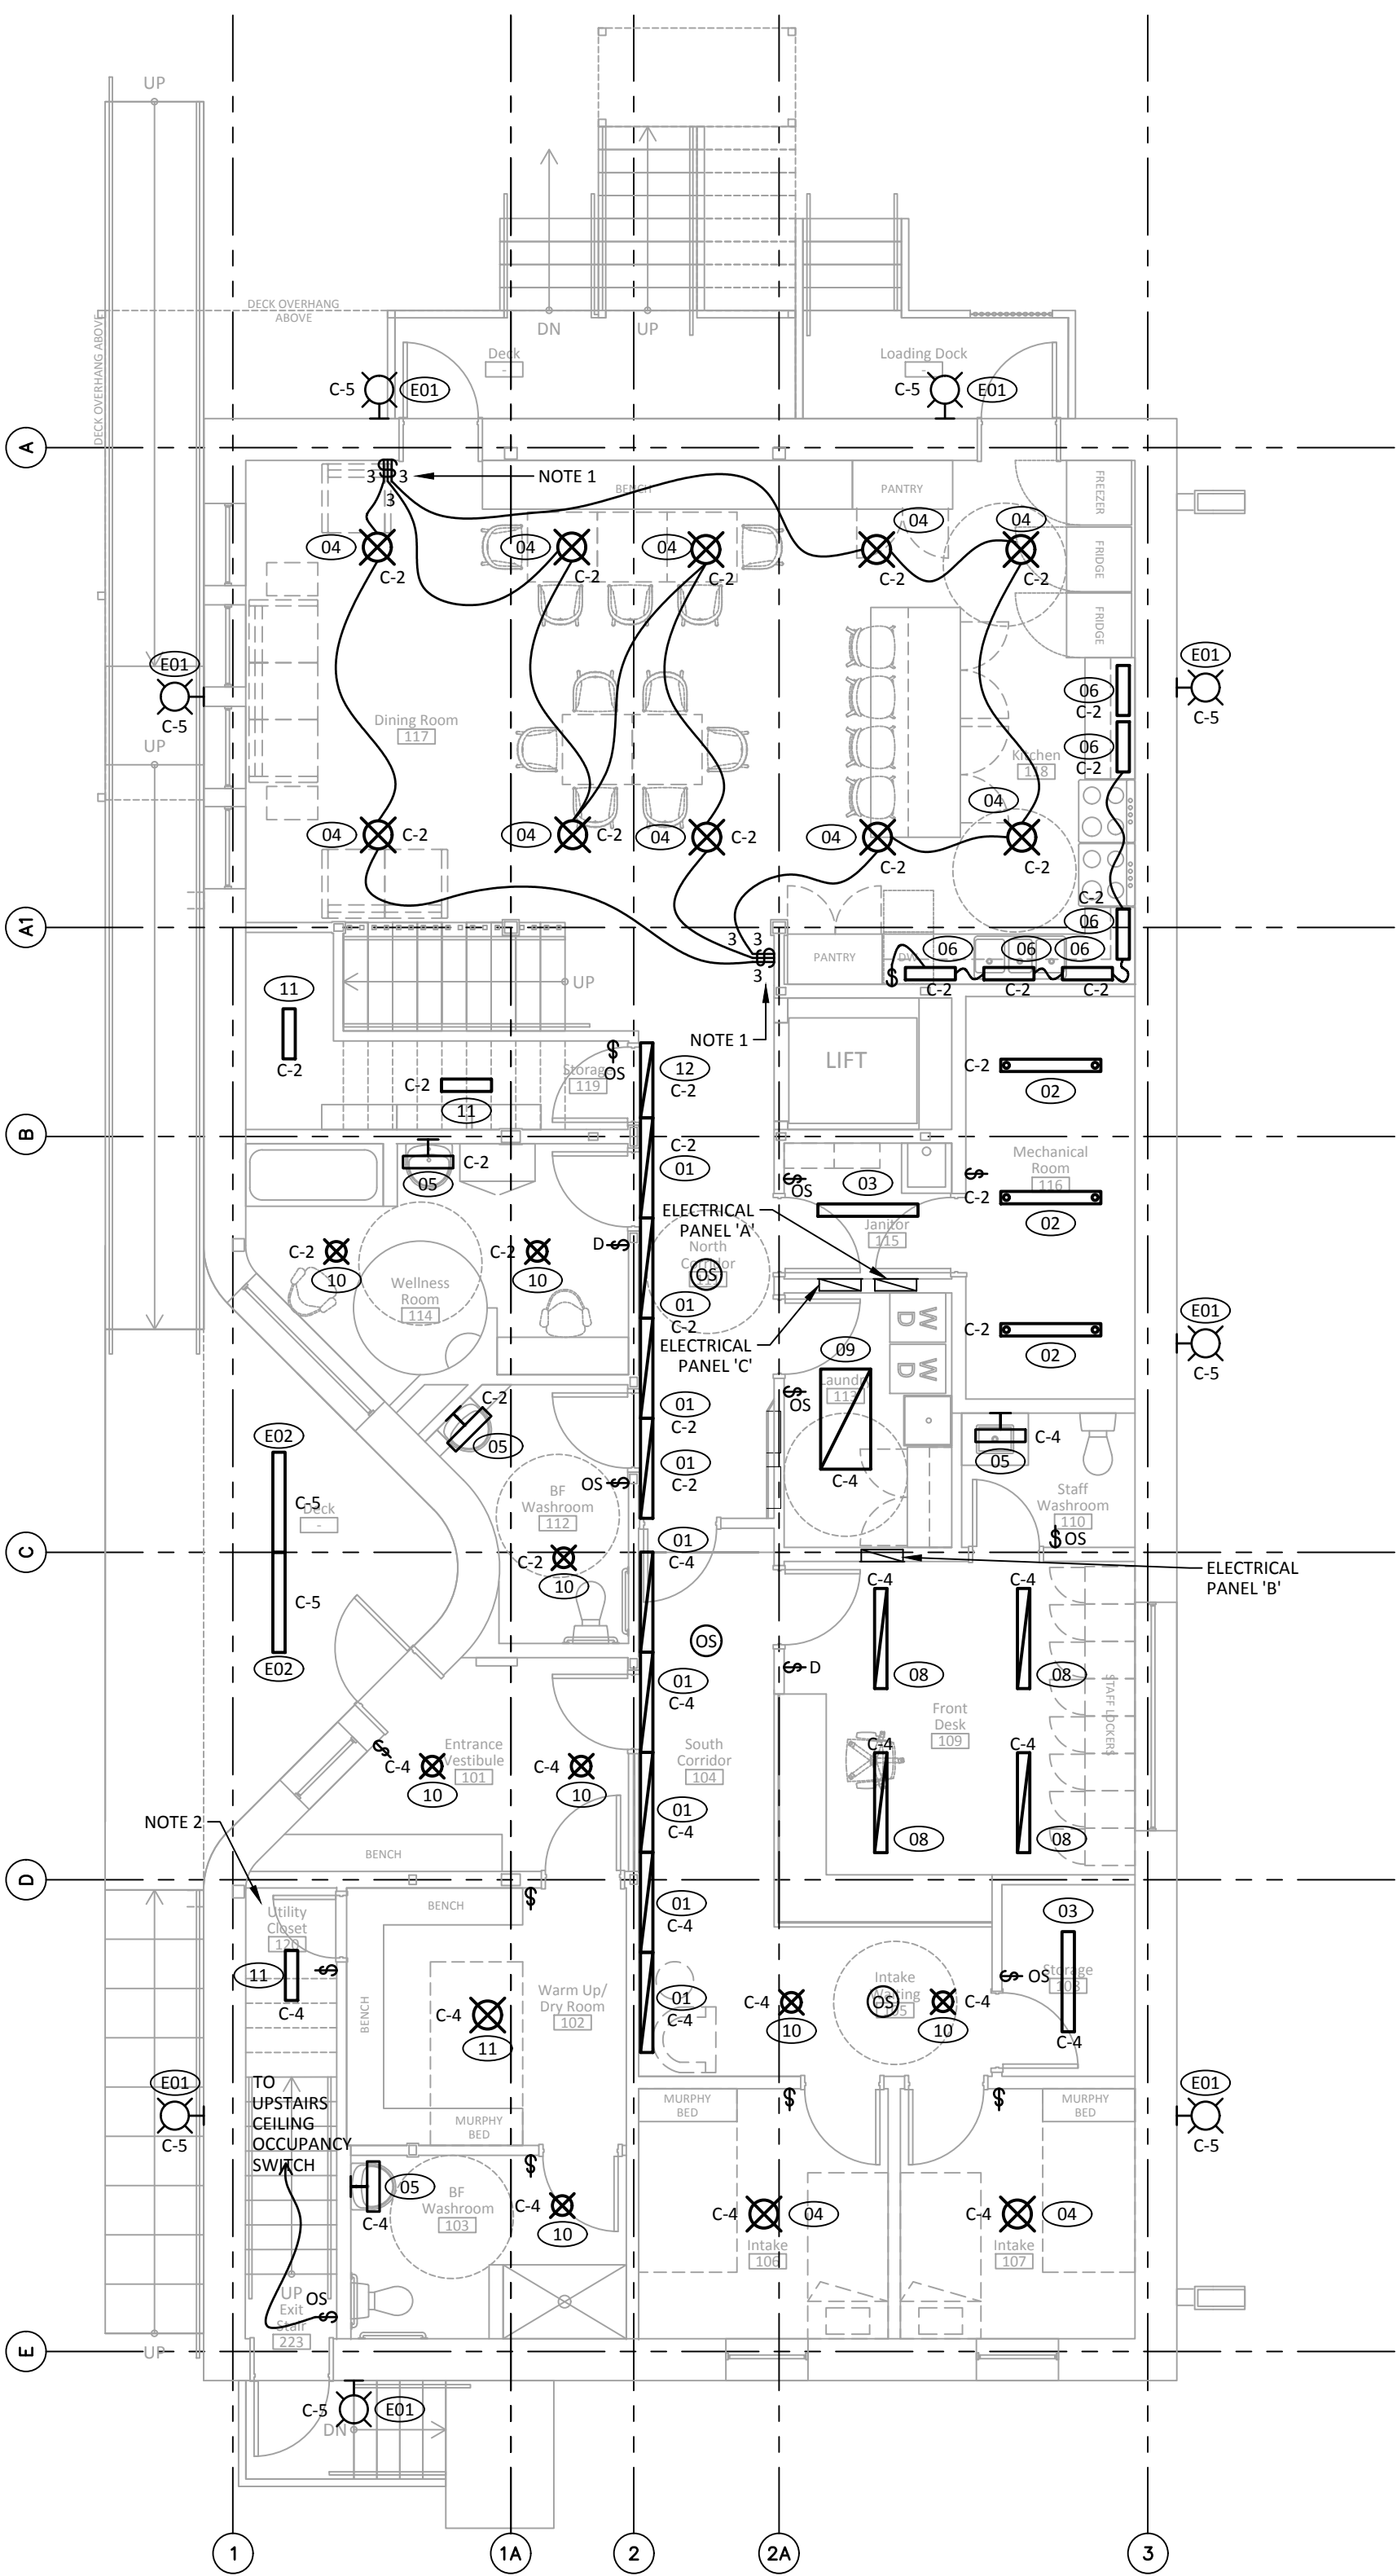 UP
DECK OVERHANG
ABOVE
DECK OVERHANG ABOVE
DN
UP
Deck
-
Loading Dock
-
C-5
E01
C-5
E01
A
3
3
3
NOTE 1
BENCH
PANTRY
FREEZER
FRIDGE
FRIDGE
04
C-2
04
C-2
04
C-2
04
C-2
04
C-2
E01
C-5
UP
Dining Room
117
Kitchen
118
06
C-2
06
C-2
E01
C-5
04
C-2
04
C-2
04
C-2
04
C-2
04
C-2
C-2
06
A1
3
3
3
PANTRY
DW
06
C-2
06
C-2
06
C-2
$
UP
NOTE 1
LIFT
11
C-2
C-2
11
Storage
119
$
OS
12
C-2
C-2
02
B
C-2
05
C-2
01
$
OS
03
Janitor
115
Mechanical
Room
116
$
C-2
02
ELECTRICAL
PANEL 'A'
D
$
North
Corridor
OS
C-2
10
C-2
10
Wellness
Room
114
01
C-2
ELECTRICAL
PANEL 'C'
W
D
W
D
C-2
02
E01
C-5
09
Laundry
113
$
OS
C-4
C-2
05
01
C-2
01
C-2
E02
C-5
Deck
-
C-5
E02
OS
$
BF
Washroom
112
C-4
05
Staff
Washroom
110
$
OS
C
C-2
10
01
C-4
ELECTRICAL
PANEL 'B'
C-4
08
C-4
08
OS
$
D
01
C-4
Front
Desk
109
STAFF LOCKERS
C-4
08
C-4
08
$
Entrance
Vestibule
101
C-4
10
C-4
10
South
Corridor
104
01
C-4
NOTE 2
BENCH
D
Utility
Closet
120
$
11
C-4
BENCH
BENCH
$
Warm Up/
Dry Room
102
C-4
11
01
C-4
01
C-4
Intake
Waiting
105
OS
C-4
10
C-4
10
03
$
OS
Storage
108
C-4
E01
C-5
TO
UPSTAIRS
CEILING
OCCUPANCY
SWITCH
MURPHY
BED
$
MURPHY
BED
$
$
MURPHY
BED
E01
C-5
05
C-4
BF
Washroom
103
C-4
10
C-4
04
Intake
106
C-4
04
Intake
107
UP
Exit
Stair
223
OS
$
E
UP
C-5
E01
DN
1
1A
2
2A
3